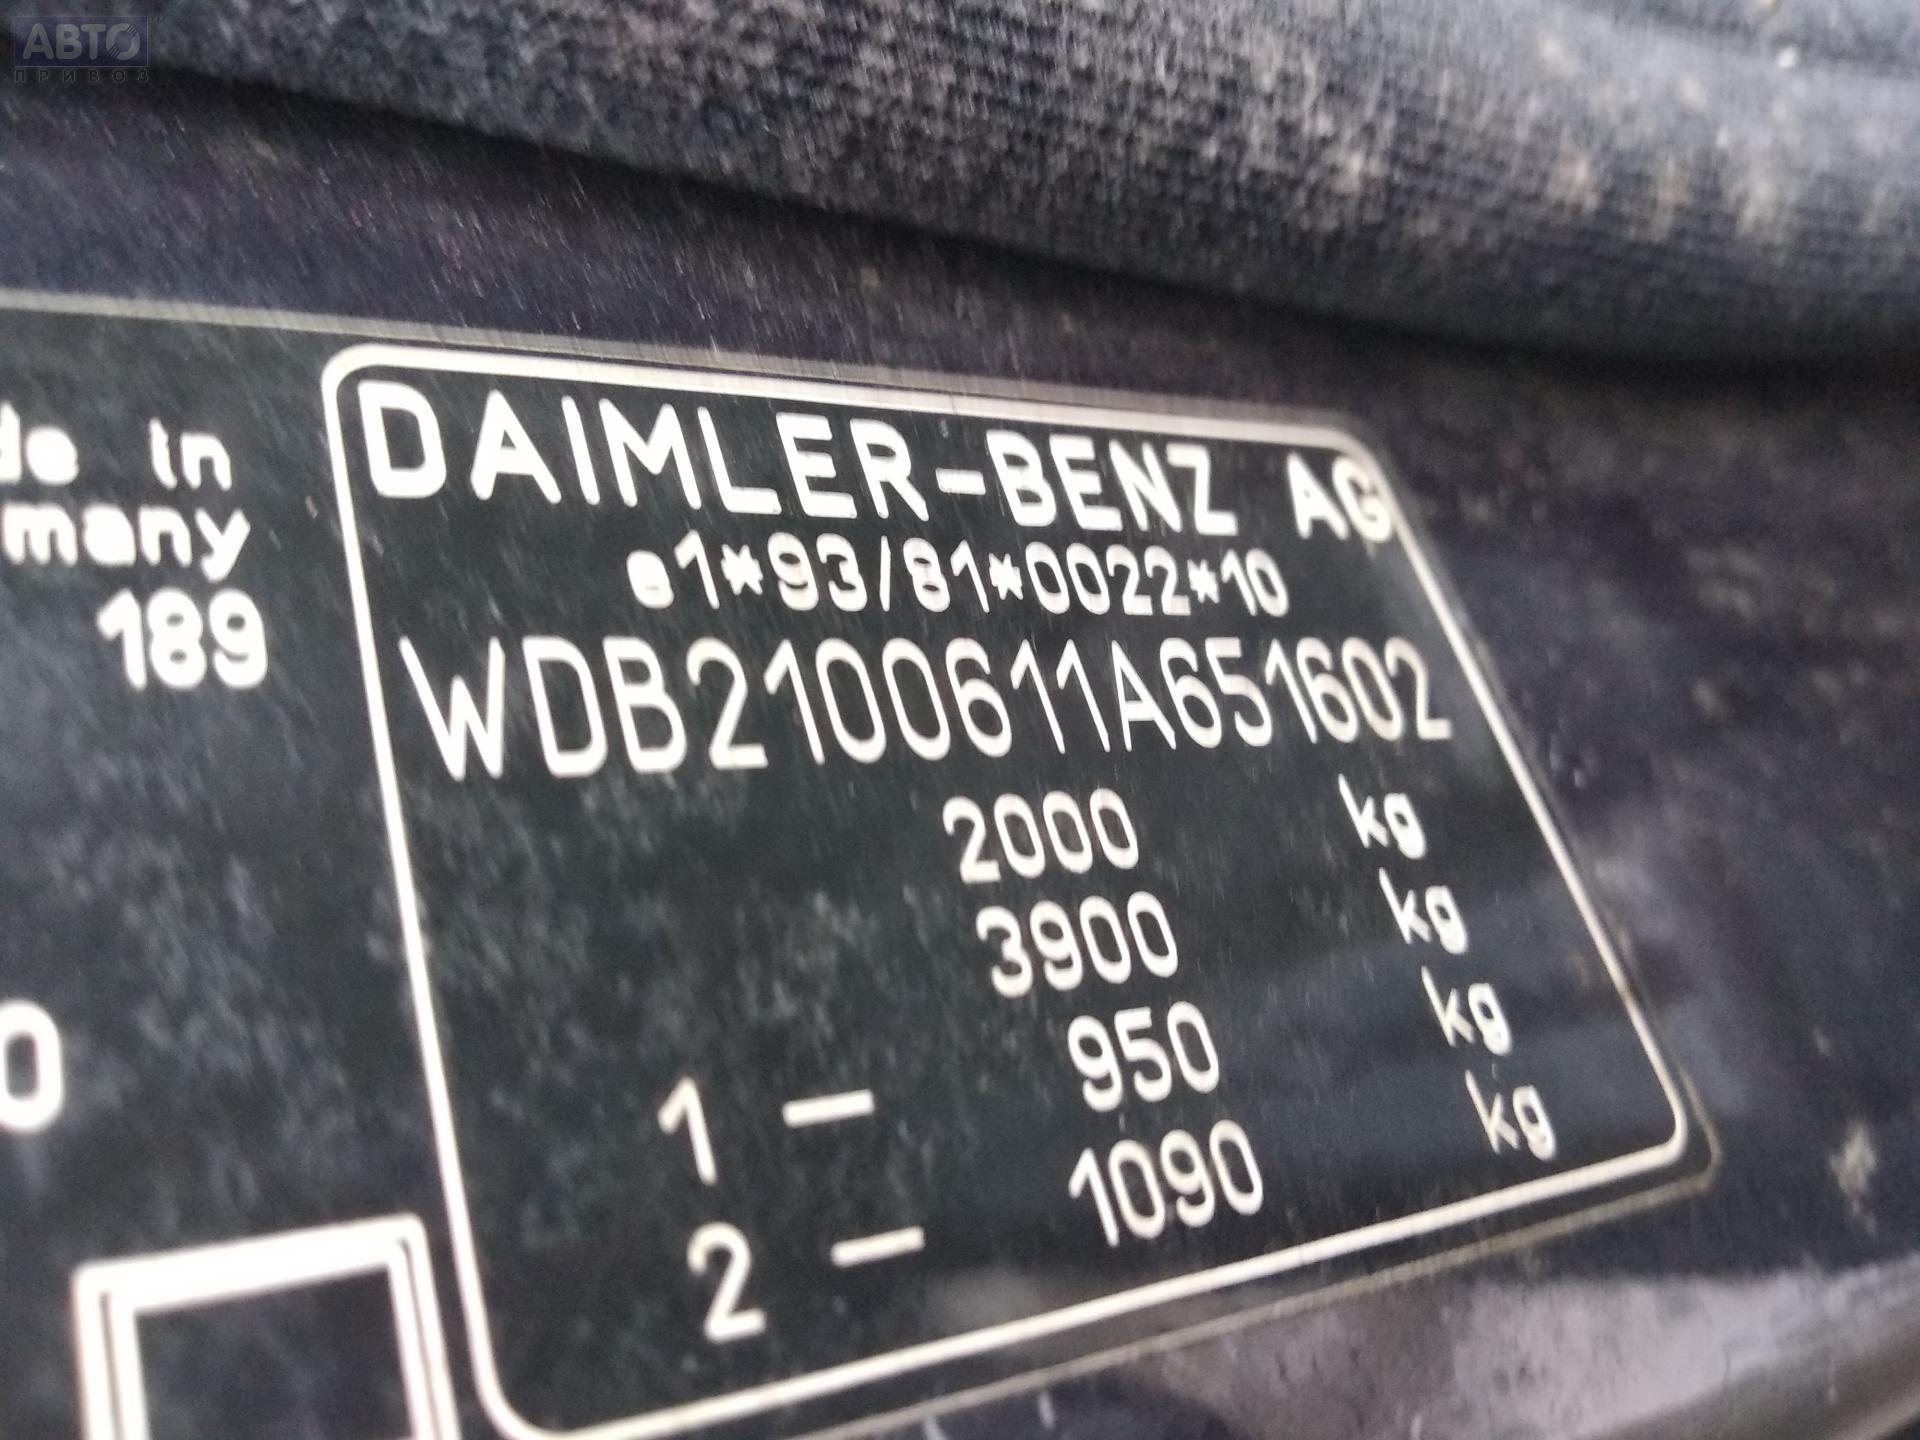 АВТО
ПРИВОЗ
de in
many
189
0
DAIMLER-BENZ AG
e1*93/81*0022*10
WDB2100611A651602
2000 kg
3900 kg
1 – 950 kg
2 – 1090 kg